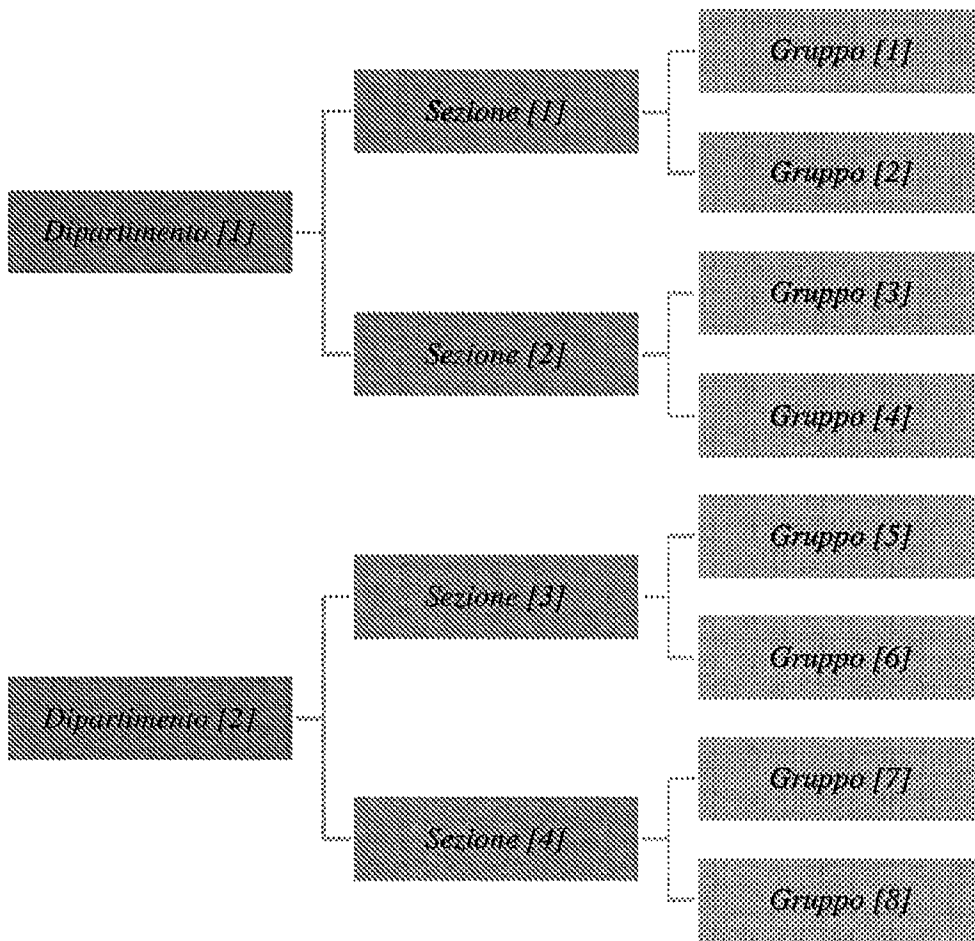 Gruppo [1]
Sezione [1]
Gruppo [2]
Dipartimento [1]
Gruppo [3]
Sezione [2]
Gruppo [4]
Gruppo [5]
Sezione [3]
Gruppo [6]
Dipartimento [2]
Gruppo [7]
Sezione [4]
Gruppo [8]